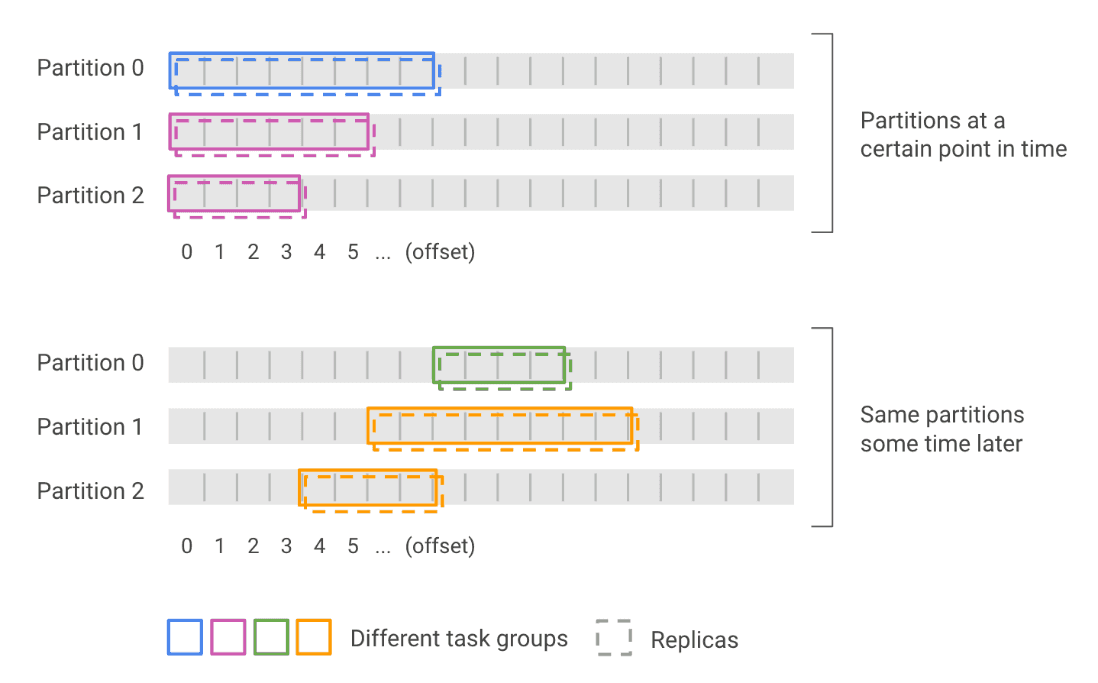 Partition 0
Partition 1
Partition 2
0 1 2 3 4 5 ... (offset)
Partitions at a
certain point in time
Partition 0
Partition 1
Partition 2
0 1 2 3 4 5 ... (offset)
Same partitions
some time later
Different task groups
Replicas